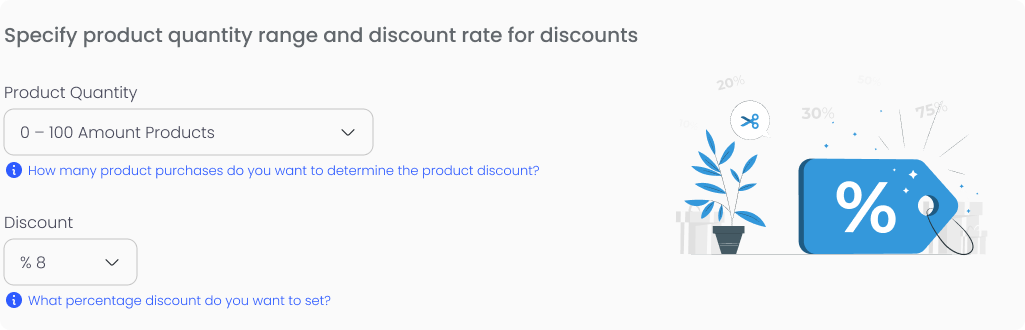 Specify product quantity range and discount rate for discounts
Product Quantity
0 – 100 Amount Products
How many product purchases do you want to determine the product discount?
Discount
% 8
What percentage discount do you want to set?
20%
30%
75%
%